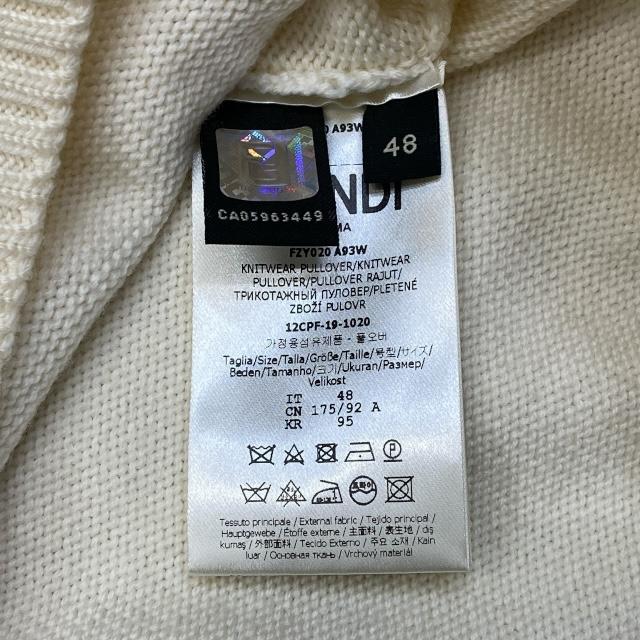 A93W
48
CA05963449
NDI
MA
FZY020 A93W
KNITWEAR PULLOVER/KNITWEAR
PULLOVER/PULLOVER RAJUT/
ТРИКОТАЖНЫЙ ПУЛОВЕР/PLETENÉ
ZBOŽÍ PULOVR
12CPF-19-1020
가정용섬유제품 - 풀오버
Taglia/Size/Talla/Größe/Taille/号型/サイズ/
Beden/Tamanho/크기/Ukuran/Размер/
Velikost
IT 48
CN 175/92 A
KR 95
Tessuto principale / External fabric / Tejido principal /
Hauptgewebe / Étoffe externe / 主面料 / 裏生地 / dış
kumaş / 外部面料 / Tecido Externo / 주요 소재 / Kain
luar / Основная ткань / Vrchový materiál